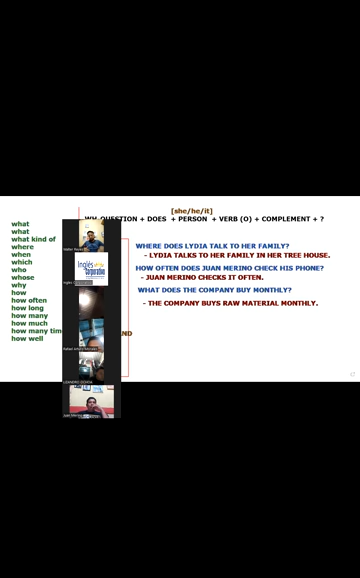 [she/he/it]
WH QUESTION + DOES + PERSON + VERB (O) + COMPLEMENT + ?
what
what
what kind of
where
when
which
who
whose
why
how
how often
how long
how many
how much
how many
how well
WHERE DOES LYDIA TALK TO HER FAMILY?
- LYDIA TALKS TO HER FAMILY IN HER TREE HOUSE.
HOW OFTEN DOES JUAN MERINO CHECK HIS PHONE?
- JUAN MERINO CHECKS IT OFTEN.
WHAT DOES THE COMPANY BUY MONTHLY?
- THE COMPANY BUYS RAW MATERIAL MONTHLY.
Inglés
Corporativo
Juan Merino